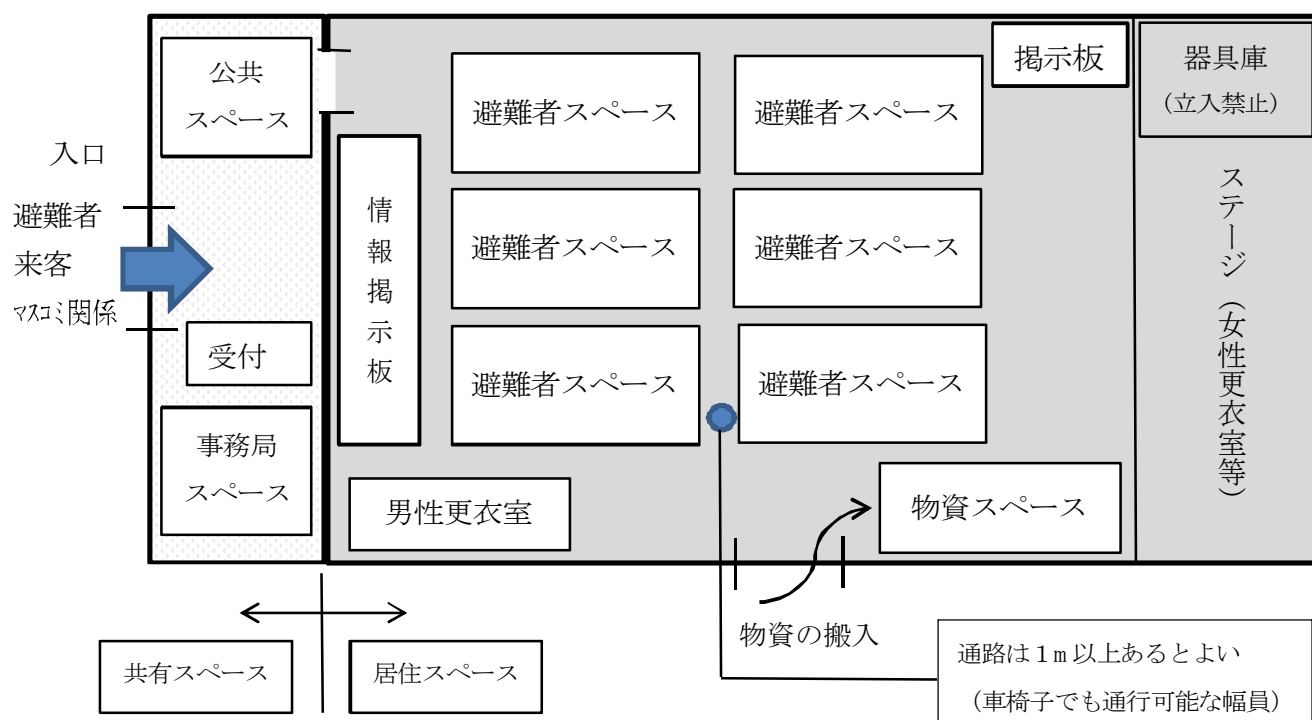 公共
スペース
入口
避難者
来客
マスコミ関係
受付
事務局
スペース
情報掲示板
避難者スペース
避難者スペース
避難者スペース
避難者スペース
避難者スペース
避難者スペース
掲示板
器具庫
（立入禁止）
ステージ（女性更衣室等）
男性更衣室
物資スペース
物資の搬入
共有スペース
居住スペース
通路は１ｍ以上あるとよい
（車椅子でも通行可能な幅員）